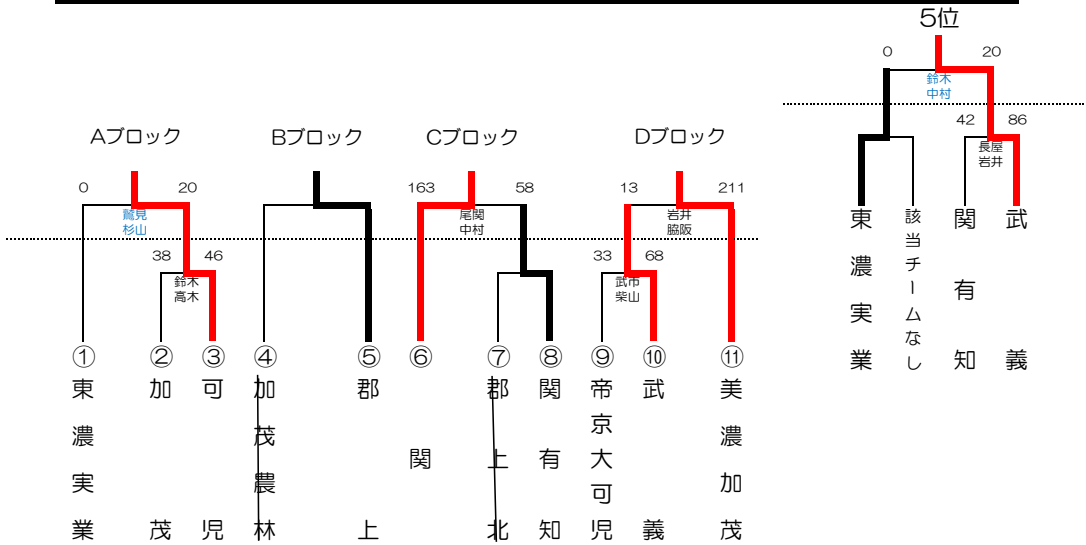 5位
0 20
鈴木
中村
42 86
長屋
岩井
東濃実業
該当チームなし
関有知
武義
Aブロック Bブロック Cブロック Dブロック
0 20 163 58 13 211
鷲見
杉山
尾関
中村
岩井
脇阪
38 46 33 68
鈴木
高木
武市
柴山
① ② ③ ④ ⑤ ⑥ ⑦ ⑧ ⑨ ⑩ ⑪
東濃実業
加茂
可児
加茂農林
郡上
関
郡上北
関有知
帝京大可児
武義
美濃加茂